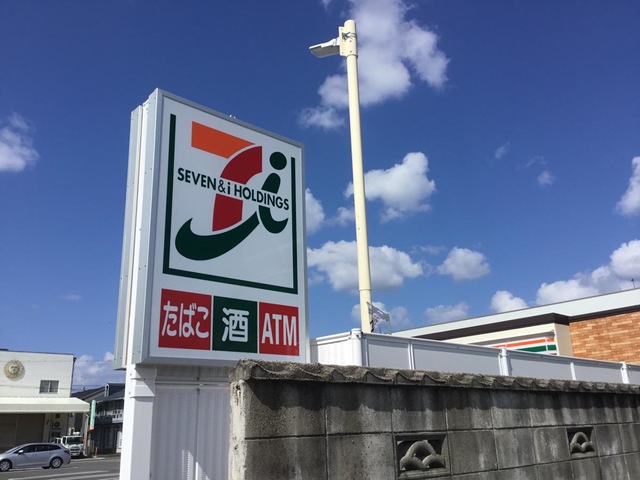 SEVEN&i HOLDINGS
たばこ 酒 ATM